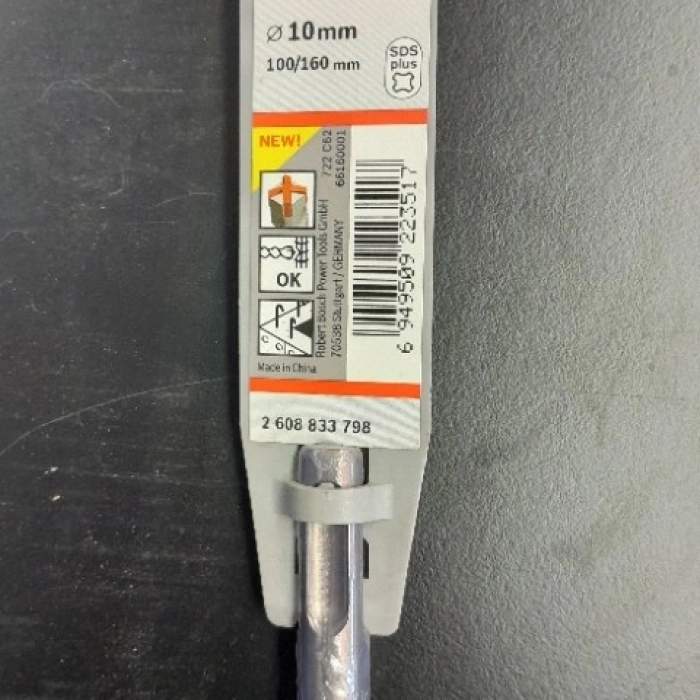 ⌀ 10mm
100/160 mm
SDS
plus
NEW!
722 C62
66160001
OK
Robert Bosch Power Tools GmbH
70538 Stuttgart / GERMANY
Made in China
6 949509 223517
2 608 833 798